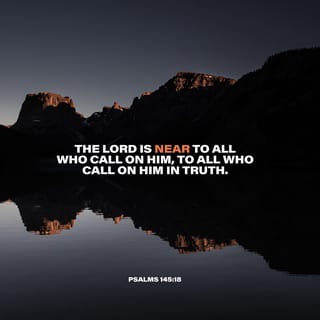 THE LORD IS NEAR TO ALL
WHO CALL ON HIM, TO ALL WHO
CALL ON HIM IN TRUTH.
PSALMS 145:18